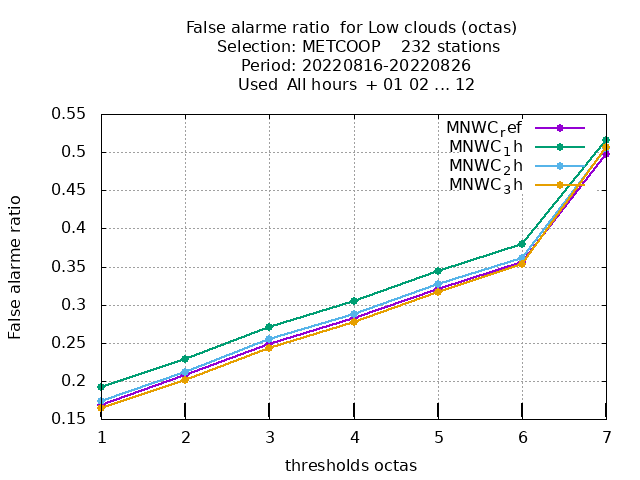 False alarme ratio  for Low clouds (octas)
Selection: METCOOP    232 stations
Period: 20220816-20220826
Used  All hours  + 01 02 ... 12
0.55
0.5
0.45
0.4
0.35
0.3
0.25
0.2
0.15
False alarme ratio
MNWC_ref
MNWC_1h
MNWC_2h
MNWC_3h
1 2 3 4 5 6 7
thresholds octas